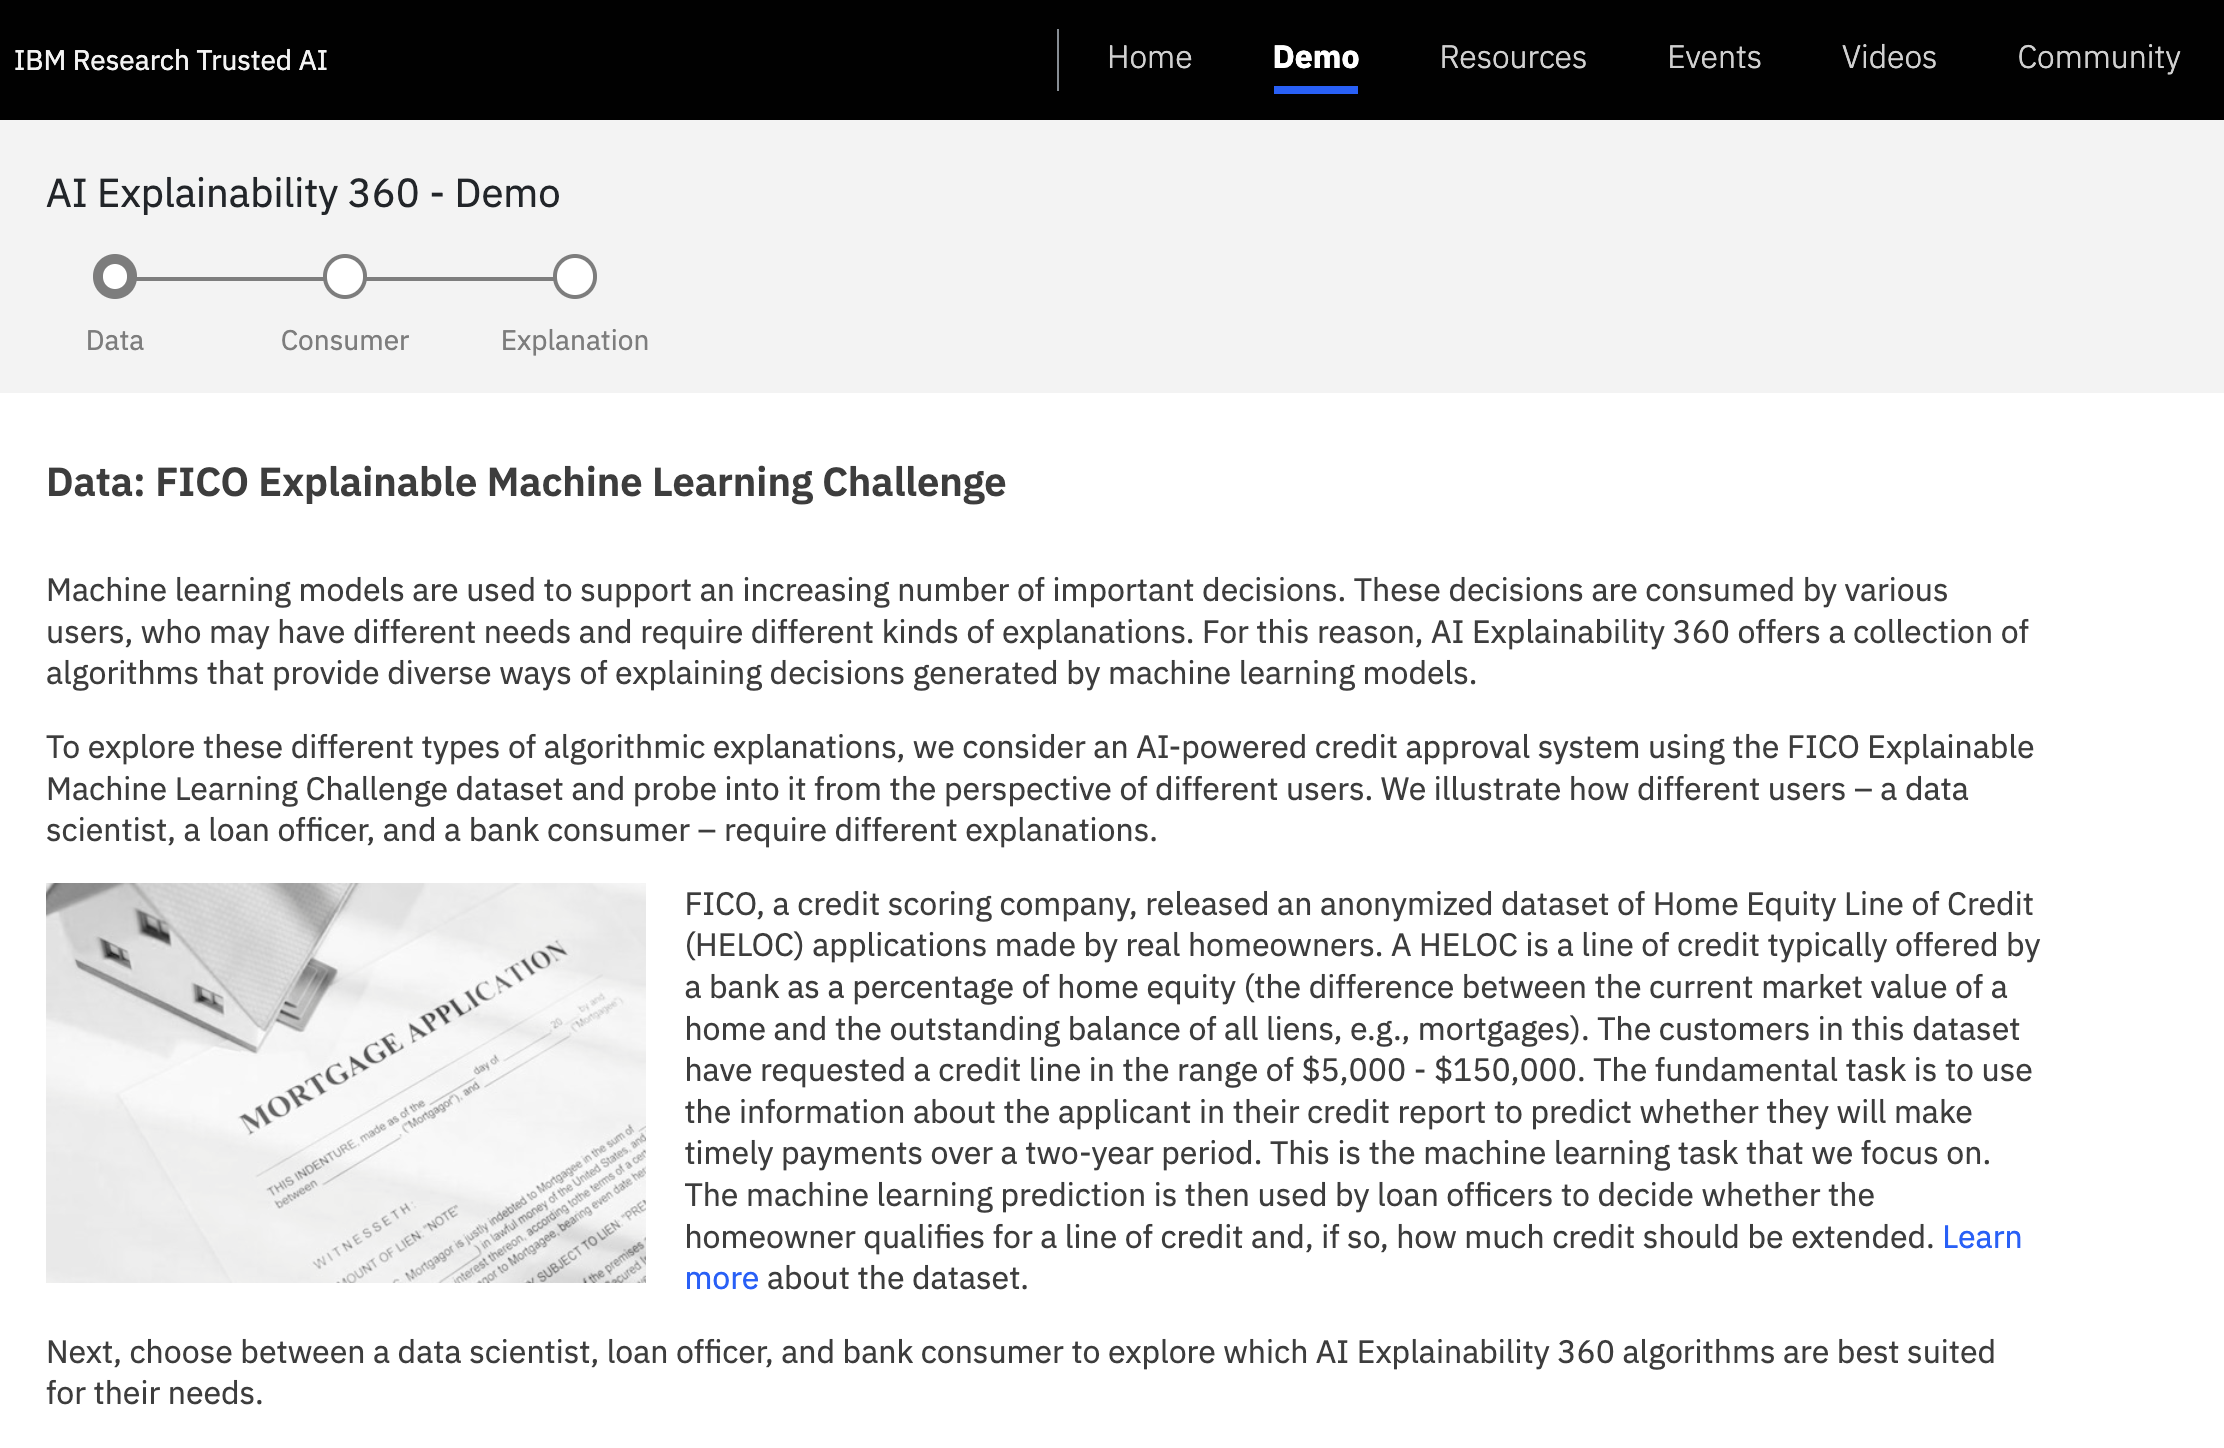 IBM Research Trusted AI
Home
Demo
Resources
Events
Videos
Community
AI Explainability 360 - Demo
Data
Consumer
Explanation
Data: FICO Explainable Machine Learning Challenge
Machine learning models are used to support an increasing number of important decisions. These decisions are consumed by various
users, who may have different needs and require different kinds of explanations. For this reason, AI Explainability 360 offers a collection of
algorithms that provide diverse ways of explaining decisions generated by machine learning models.
To explore these different types of algorithmic explanations, we consider an AI-powered credit approval system using the FICO Explainable
Machine Learning Challenge dataset and probe into it from the perspective of different users. We illustrate how different users – a data
scientist, a loan officer, and a bank consumer – require different explanations.
MORTGAGE APPLICATION
20 by and
THIS INDENTURE, made as of the day of ("Mortgagee")
between ("Mortgagor"), and
WITNESSETH:
MOUNT OF LIEN: "NOTE"
Mortgagor is justly indebted to Mortgagee in the sum of
) in lawful money of the United States, and
interest thereon, according to the terms of a
gor to Mortgagee, bearing even date
SUBJECT TO LIEN:
the premises
FICO, a credit scoring company, released an anonymized dataset of Home Equity Line of Credit
(HELOC) applications made by real homeowners. A HELOC is a line of credit typically offered by
a bank as a percentage of home equity (the difference between the current market value of a
home and the outstanding balance of all liens, e.g., mortgages). The customers in this dataset
have requested a credit line in the range of $5,000 - $150,000. The fundamental task is to use
the information about the applicant in their credit report to predict whether they will make
timely payments over a two-year period. This is the machine learning task that we focus on.
The machine learning prediction is then used by loan officers to decide whether the
homeowner qualifies for a line of credit and, if so, how much credit should be extended. Learn
more about the dataset.
Next, choose between a data scientist, loan officer, and bank consumer to explore which AI Explainability 360 algorithms are best suited
for their needs.